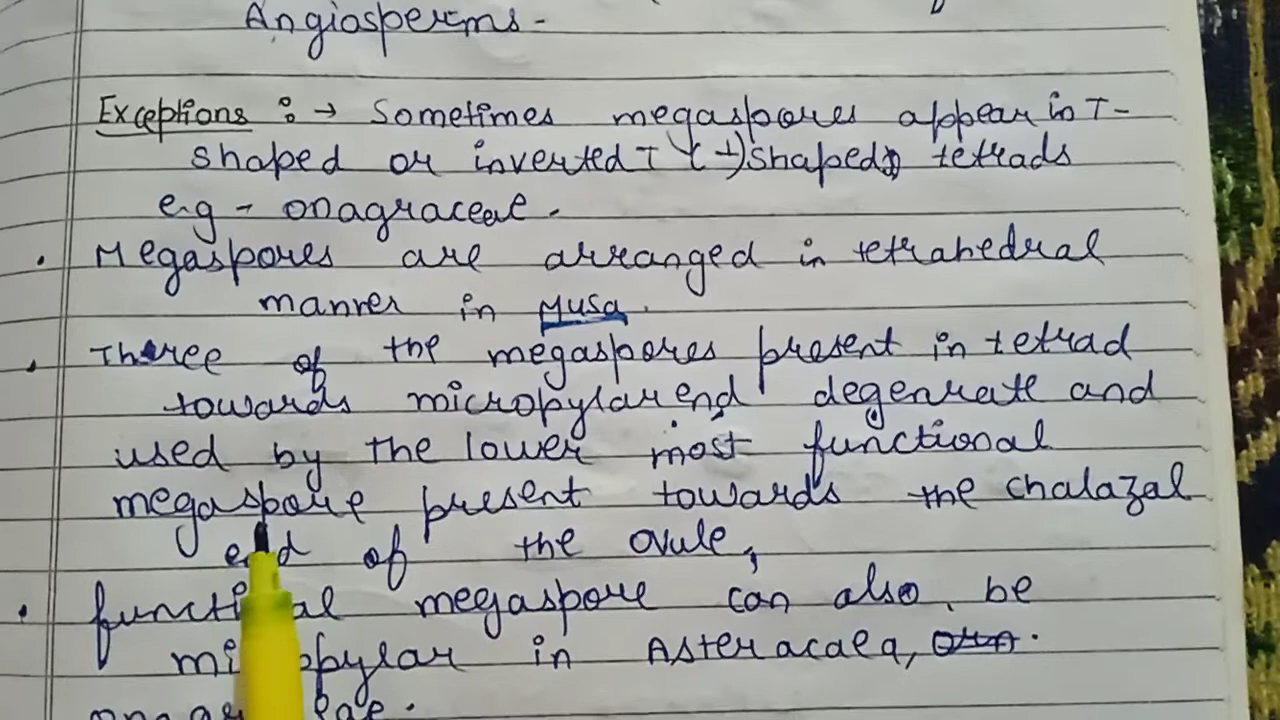 Angiosperms -
Exceptions : → Sometimes megaspores appear in T-
shaped or inverted T (⊥) shaped tetrads
e.g - onagraceae .
. Megaspores are arranged in tetrahedral
manner in Musa .
. Three of the megaspores present in tetrad
towards micropylar end degenrate and
used by the lower most functional
megaspore present towards the chalazal
end of the ovule,
. functional megaspore can also be
micropylar in Asteracaea,